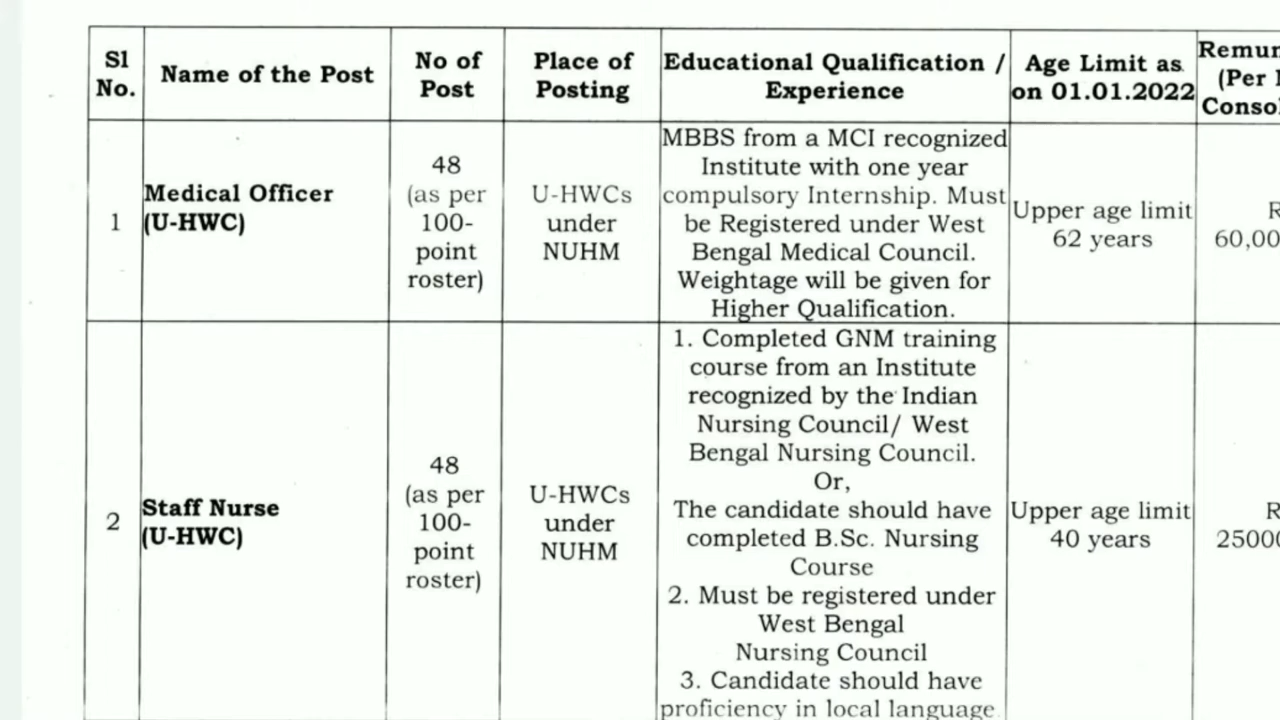 Sl No.
Name of the Post
No of Post
Place of Posting
Educational Qualification / Experience
Age Limit as on 01.01.2022
1
Medical Officer
(U-HWC)
48
(as per
100-
point
roster)
U-HWCs
under
NUHM
MBBS from a MCI recognized
Institute with one year
compulsory Internship. Must
be Registered under West
Bengal Medical Council.
Weightage will be given for
Higher Qualification.
Upper age limit
62 years
2
Staff Nurse
(U-HWC)
48
(as per
100-
point
roster)
U-HWCs
under
NUHM
1. Completed GNM training
course from an Institute
recognized by the Indian
Nursing Council/ West
Bengal Nursing Council.
Or,
The candidate should have
completed B.Sc. Nursing
Course
2. Must be registered under
West Bengal
Nursing Council
3. Candidate should have
proficiency in local language
Upper age limit
40 years